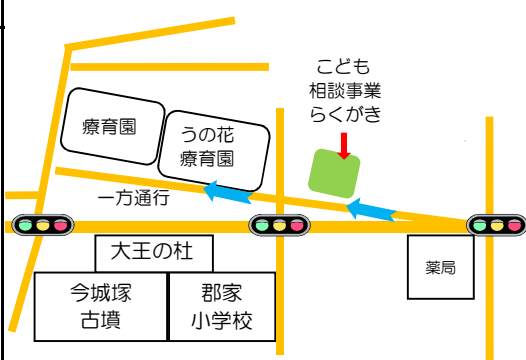 こども
相談事業
らくがき
療育園
うの花
療育園
一方通行
大王の杜
薬局
今城塚
古墳
郡家
小学校